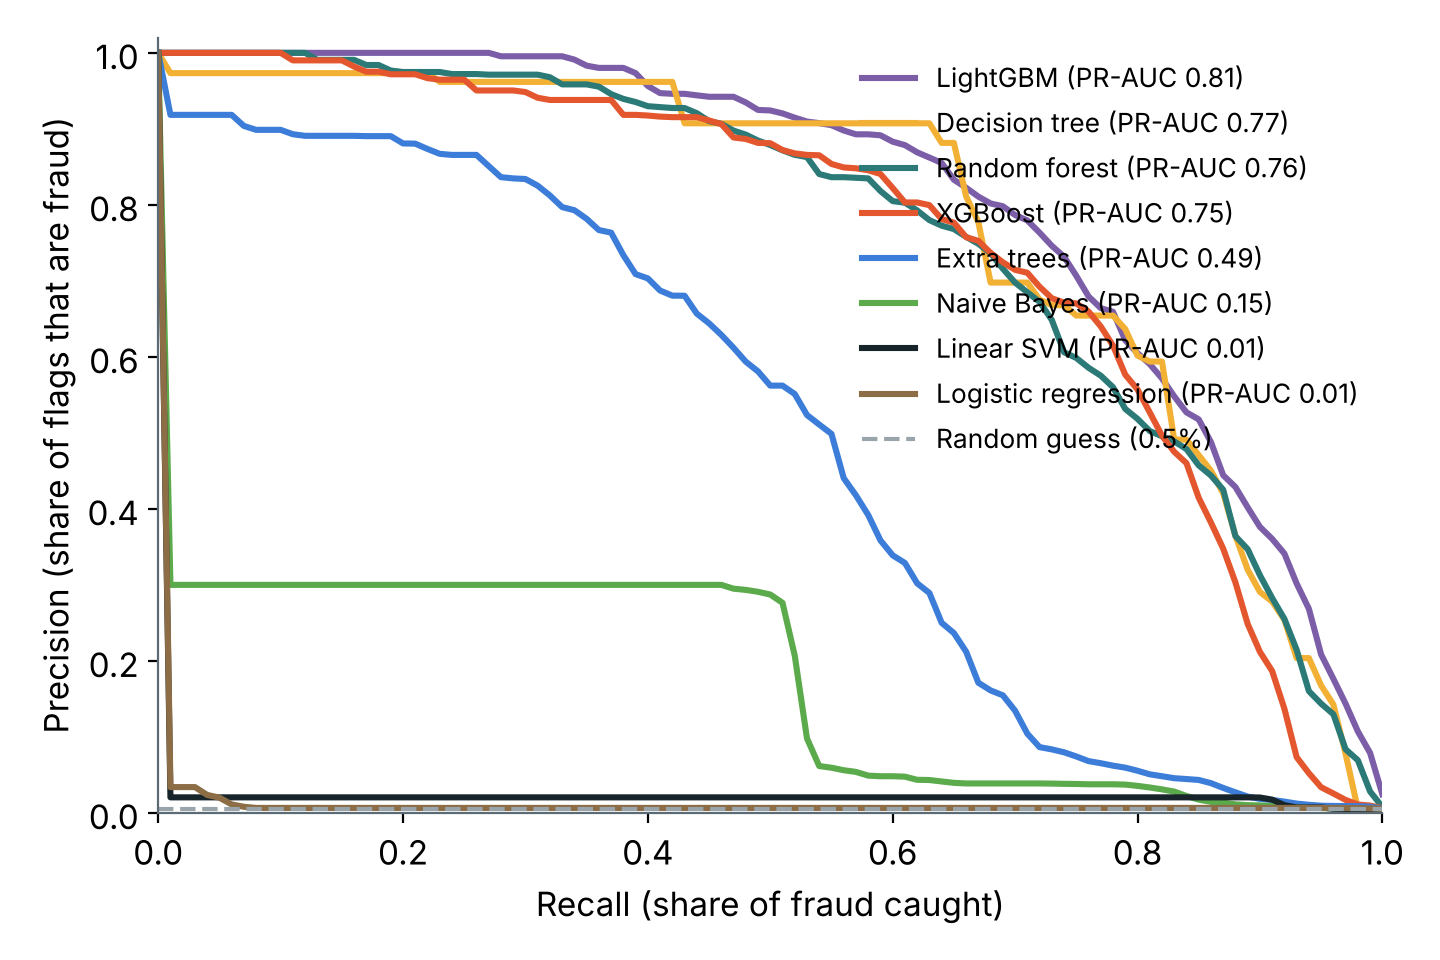 1.0
0.8
0.6
0.4
0.2
0.0
0.0 0.2 0.4 0.6 0.8 1.0
Precision (share of flags that are fraud)
Recall (share of fraud caught)
LightGBM (PR-AUC 0.81)
Decision tree (PR-AUC 0.77)
Random forest (PR-AUC 0.76)
XGBoost (PR-AUC 0.75)
Extra trees (PR-AUC 0.49)
Naive Bayes (PR-AUC 0.15)
Linear SVM (PR-AUC 0.01)
Logistic regression (PR-AUC 0.01)
Random guess (0.5%)